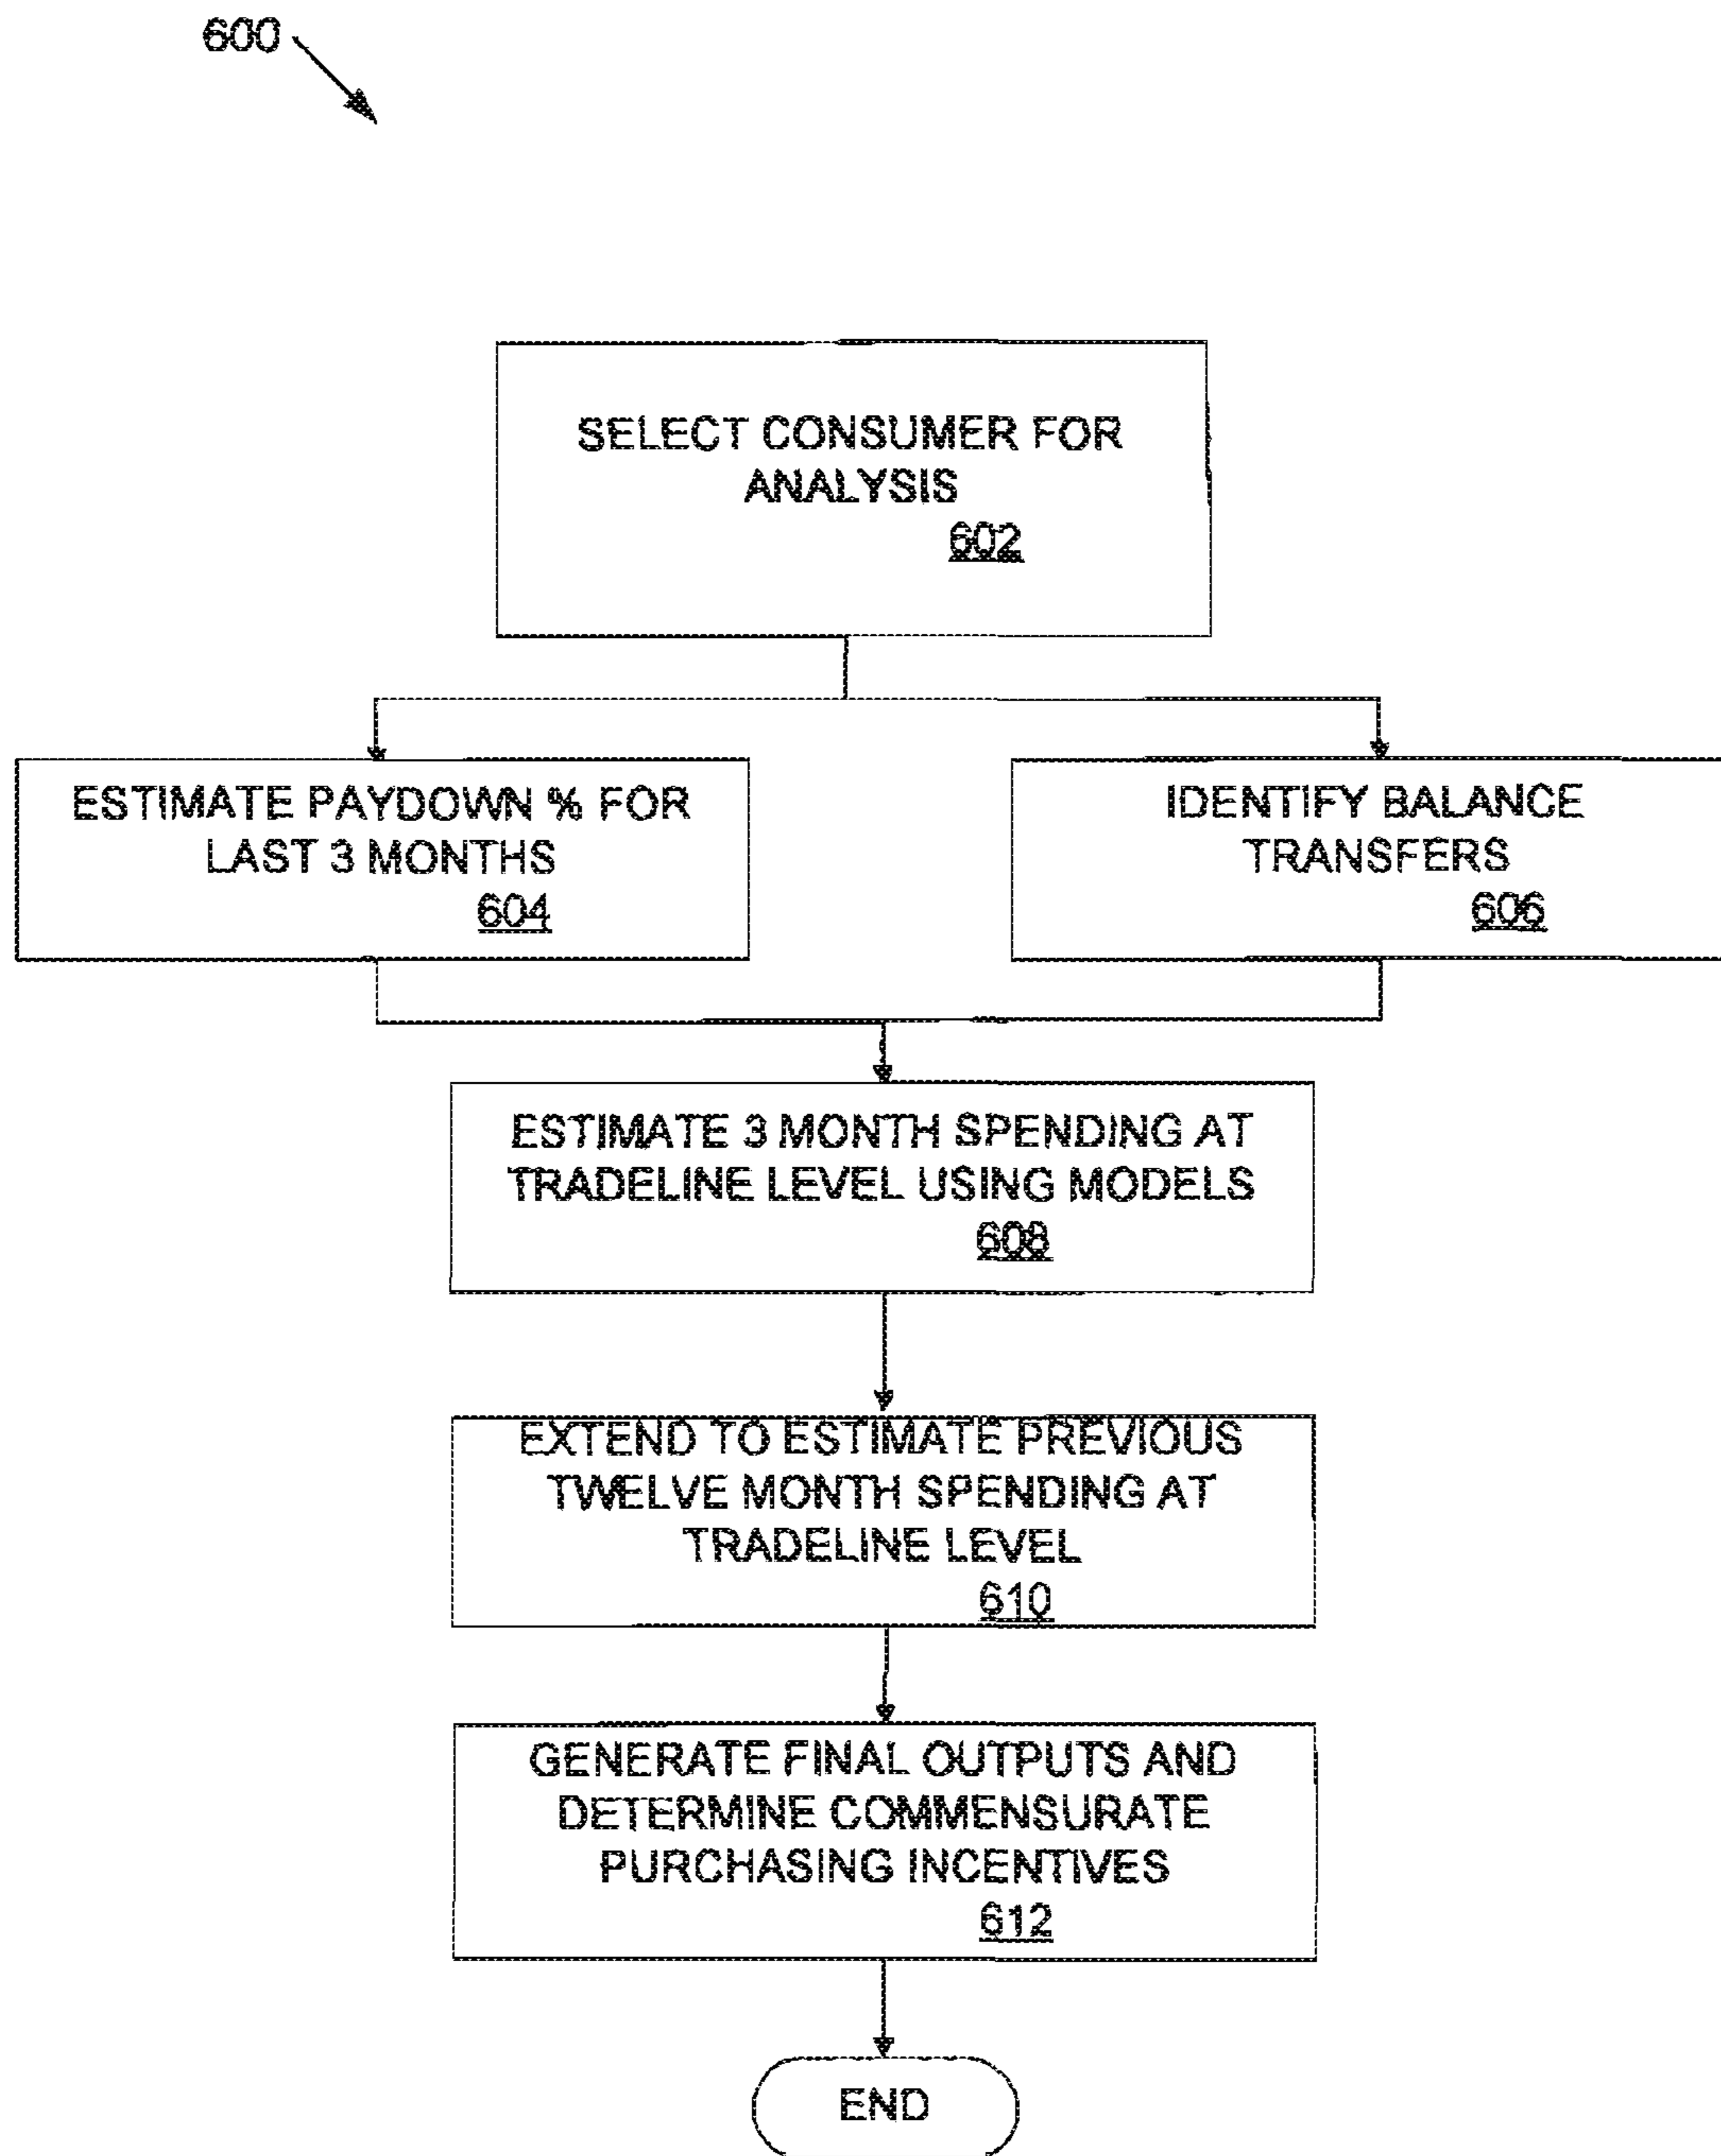 600
SELECT CONSUMER FOR
ANALYSIS
602
ESTIMATE PAYDOWN % FOR
LAST 3 MONTHS
604
IDENTIFY BALANCE
TRANSFERS
606
ESTIMATE 3 MONTH SPENDING AT
TRADELINE LEVEL USING MODELS
608
EXTEND TO ESTIMATE PREVIOUS
TWELVE MONTH SPENDING AT
TRADELINE LEVEL
610
GENERATE FINAL OUTPUTS AND
DETERMINE COMMENSURATE
PURCHASING INCENTIVES
612
END